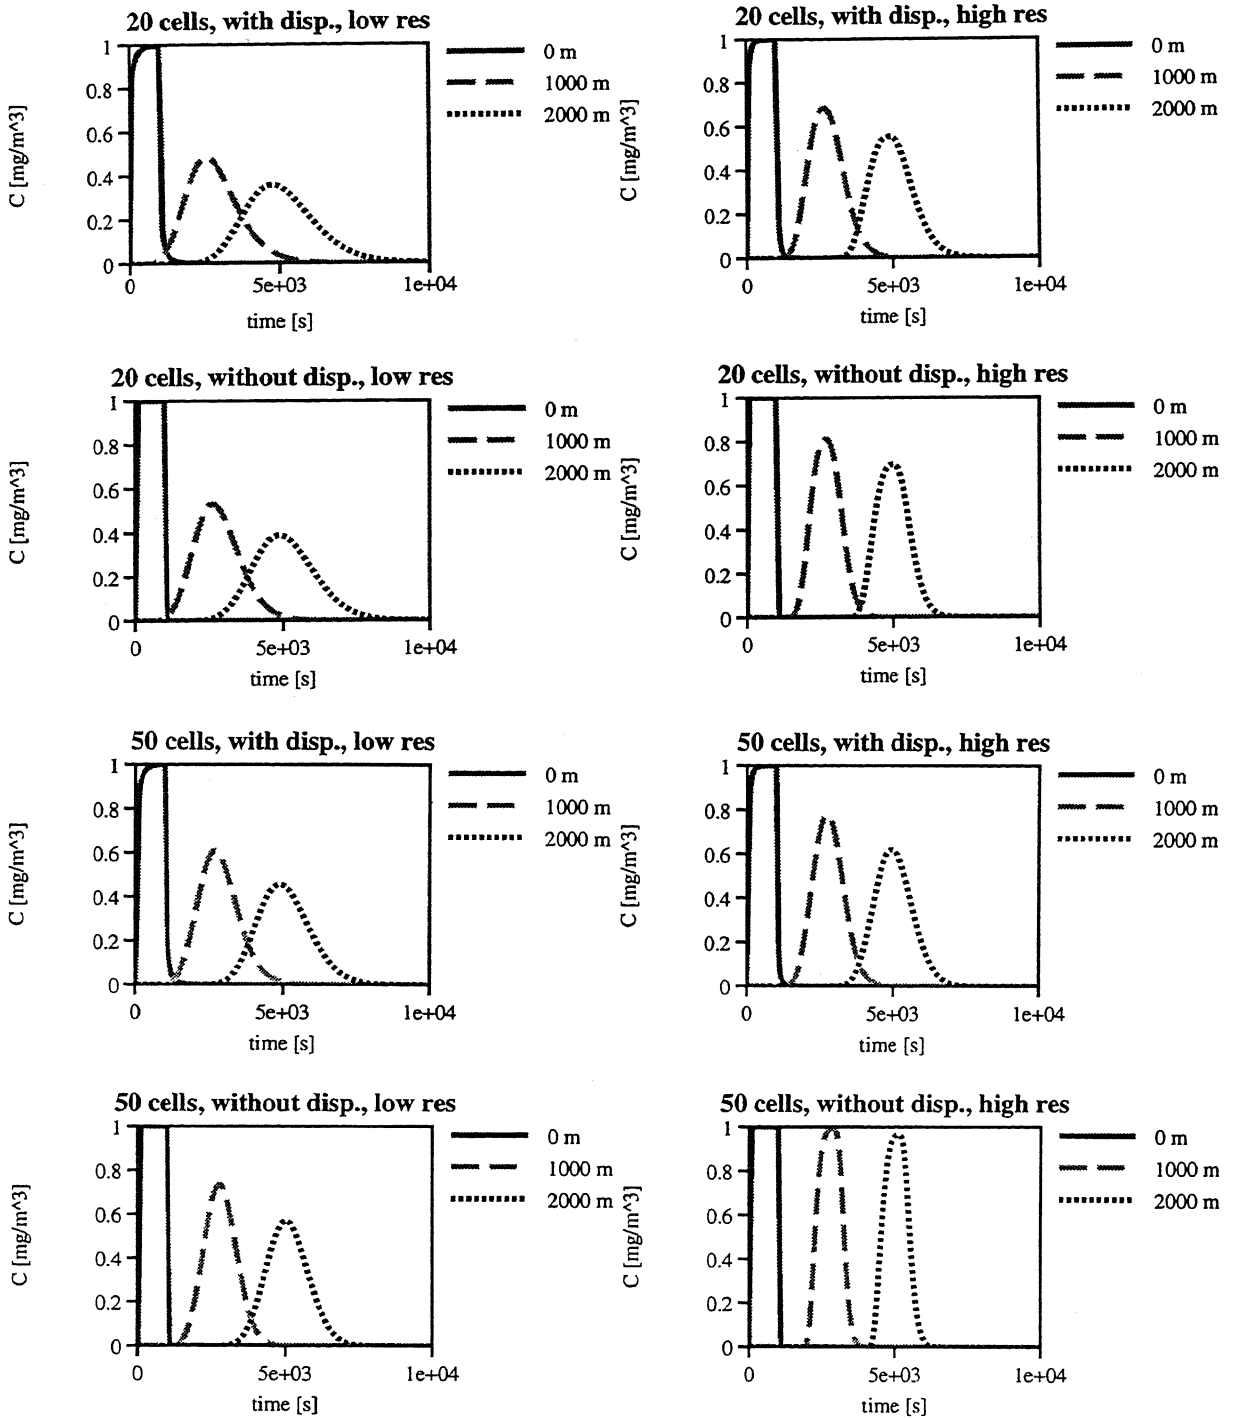 20 cells, with disp., low res
1
0.8
0.6
0.4
0.2
0
C [mg/m^3]
0
5e+03
1e+04
time [s]
0 m
1000 m
2000 m
20 cells, with disp., high res
1
0.8
0.6
0.4
0.2
0
C [mg/m^3]
0
5e+03
1e+04
time [s]
0 m
1000 m
2000 m
20 cells, without disp., low res
1
0.8
0.6
0.4
0.2
0
C [mg/m^3]
0
5e+03
1e+04
time [s]
0 m
1000 m
2000 m
20 cells, without disp., high res
1
0.8
0.6
0.4
0.2
0
C [mg/m^3]
0
5e+03
1e+04
time [s]
0 m
1000 m
2000 m
50 cells, with disp., low res
1
0.8
0.6
0.4
0.2
0
C [mg/m^3]
0
5e+03
1e+04
time [s]
0 m
1000 m
2000 m
50 cells, with disp., high res
1
0.8
0.6
0.4
0.2
0
C [mg/m^3]
0
5e+03
1e+04
time [s]
0 m
1000 m
2000 m
50 cells, without disp., low res
1
0.8
0.6
0.4
0.2
0
C [mg/m^3]
0
5e+03
1e+04
time [s]
0 m
1000 m
2000 m
50 cells, without disp., high res
1
0.8
0.6
0.4
0.2
0
C [mg/m^3]
0
5e+03
1e+04
time [s]
0 m
1000 m
2000 m